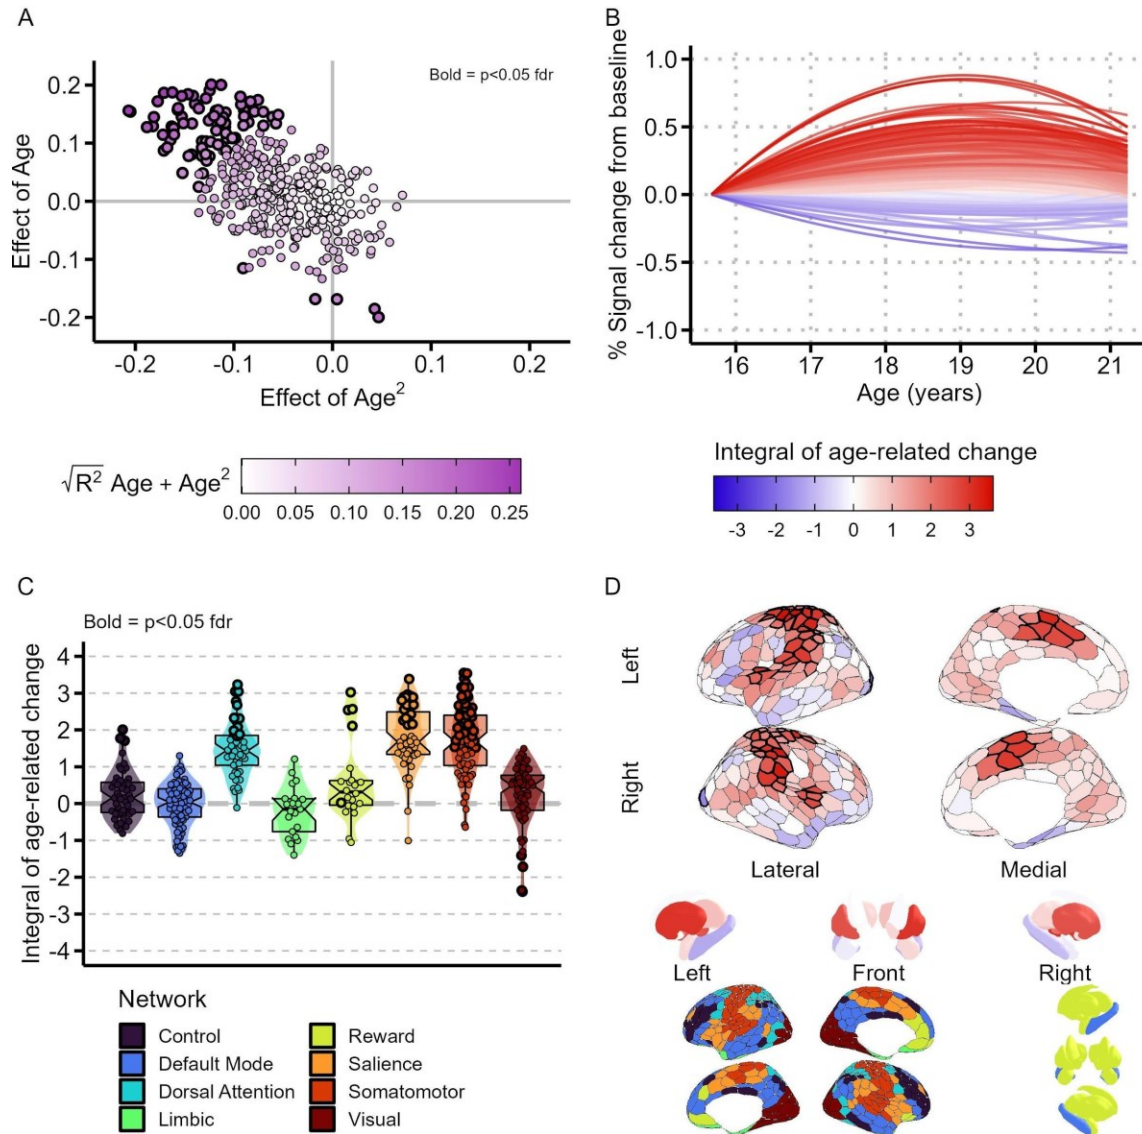 A
Bold = p<0.05 fdr
0.2
0.1
0.0
-0.1
-0.2
Effect of Age
-0.2
-0.1
0.0
0.1
0.2
Effect of Age²
√R² Age + Age²
0.00
0.05
0.10
0.15
0.20
0.25
B
1.0
0.5
0.0
-0.5
-1.0
% Signal change from baseline
16
17
18
19
20
21
Age (years)
Integral of age-related change
-3
-2
-1
0
1
2
3
C
Bold = p<0.05 fdr
4
3
2
1
0
-1
-2
-3
-4
Integral of age-related change
Network
Control
Default Mode
Dorsal Attention
Limbic
Reward
Salience
Somatomotor
Visual
D
Left
Right
Lateral
Medial
Left
Front
Right